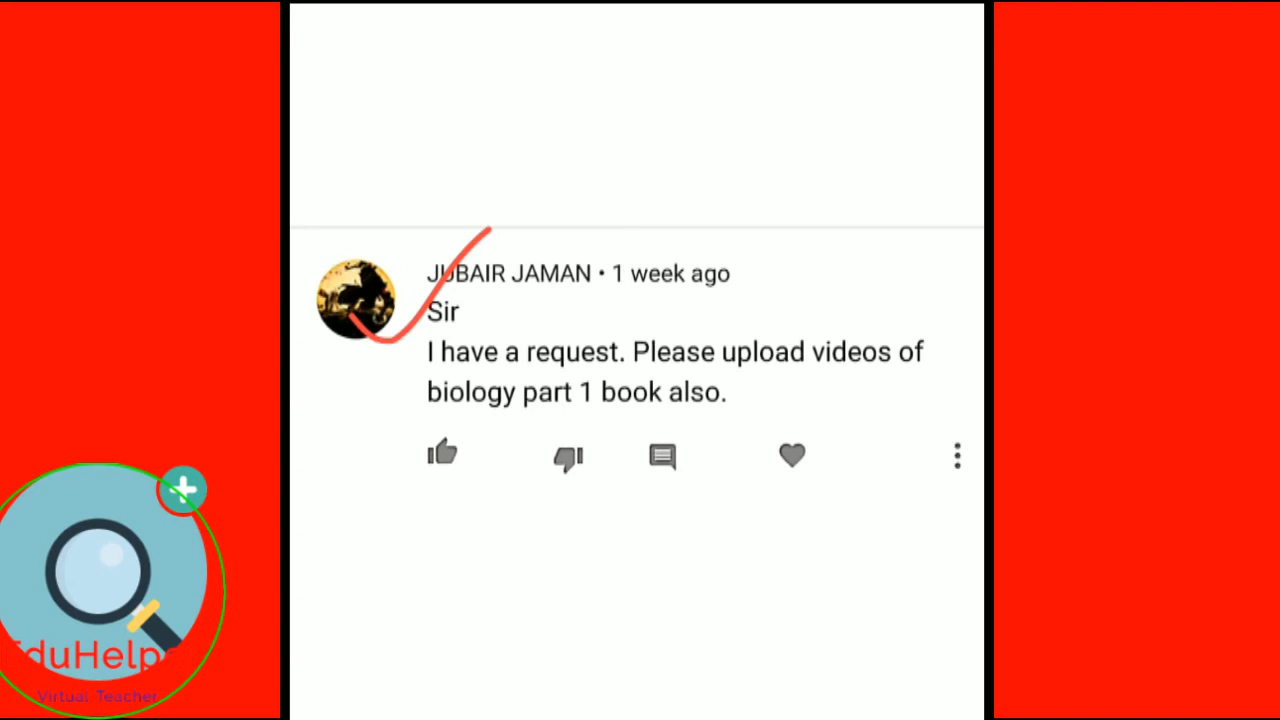 JUBAIR JAMAN • 1 week ago
Sir
I have a request. Please upload videos of
biology part 1 book also.
EduHelpe
Virtual Teacher